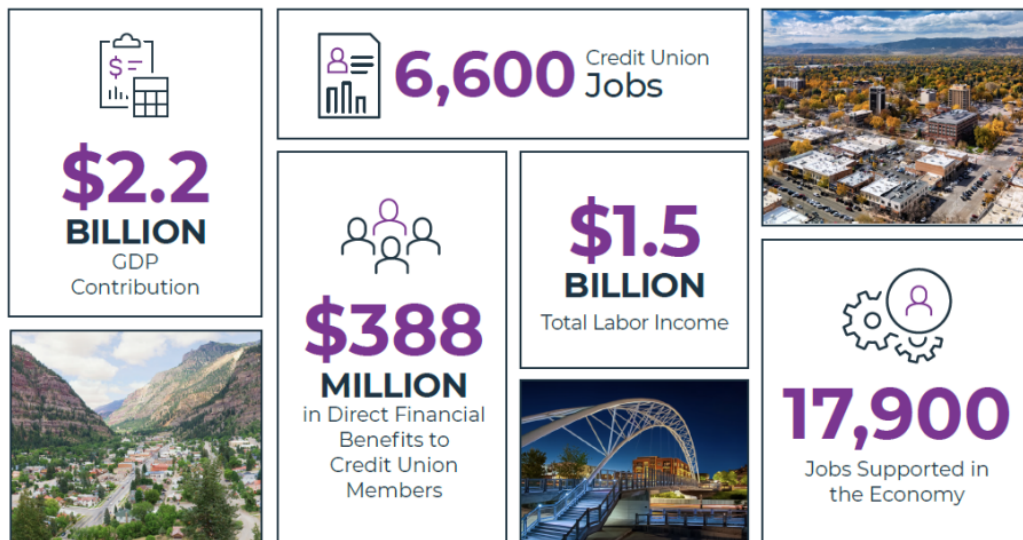 $2.2
BILLION
GDP
Contribution
6,600
Credit Union
Jobs
$388
MILLION
in Direct Financial
Benefits to
Credit Union
Members
$1.5
BILLION
Total Labor Income
17,900
Jobs Supported in
the Economy